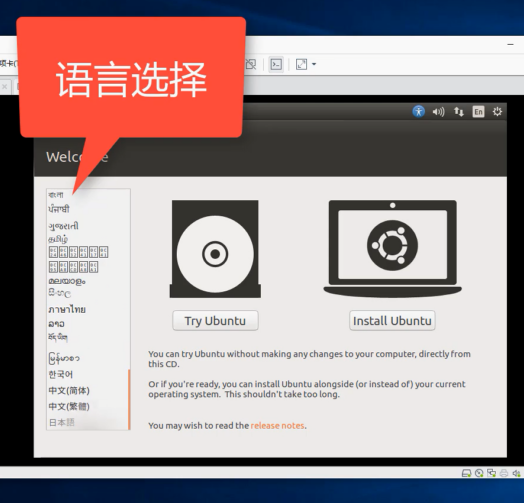 项卡(
语言选择
En
Welco e
বাংলা
ਪੰਜਾਬੀ
ગુજરાતી
தமிழ்
മലയാളം
සිංහල
ภาษาไทย
ລາວ
རྫོང་ཁ
မြန်မာစာ
한국어
中文(简体)
中文(繁體)
日本語
Try Ubuntu
Install Ubuntu
You can try Ubuntu without making any changes to your computer, directly from
this CD.
Or if you're ready, you can install Ubuntu alongside (or instead of) your current
operating system. This shouldn't take too long.
You may wish to read the release notes.